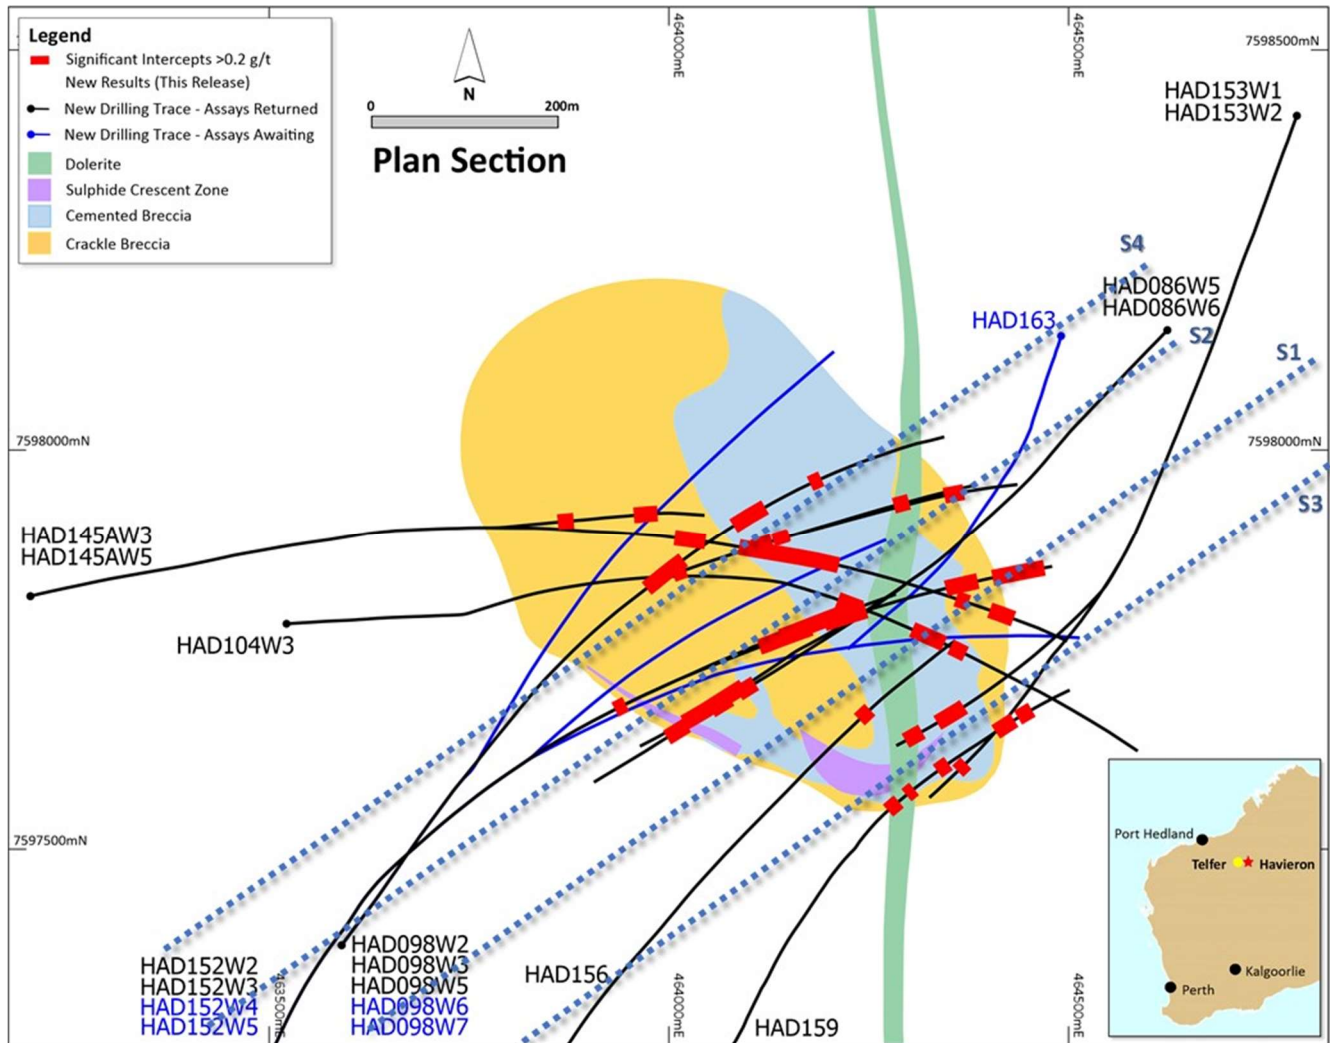 Legend
Significant Intercepts >0.2 g/t
New Results (This Release)
New Drilling Trace - Assays Returned
New Drilling Trace - Assays Awaiting
Dolerite
Sulphide Crescent Zone
Cemented Breccia
Crackle Breccia
N
0 200m
Plan Section
464000mE
464500mE
7598500mN
HAD153W1
HAD153W2
S4
HAD086W5
HAD086W6
HAD163
S2
S1
7598000mN
7598000mN
S3
HAD145AW3
HAD145AW5
HAD104W3
7597500mN
HAD152W2
HAD152W3
HAD152W4
HAD152W5
463500mE
HAD098W2
HAD098W3
HAD098W5
HAD098W6
HAD098W7
HAD156
464000mE
HAD159
464500mE
Port Hedland
Telfer Havieron
Kalgoorlie
Perth